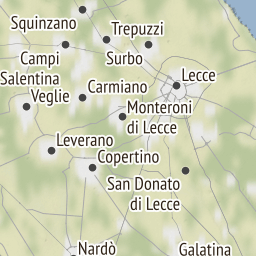 Squinzano
Trepuzzi
Campi
Salentina
Surbo
Lecce
Veglie
Carmiano
Monteroni
di Lecce
Leverano
Copertino
San Donato
di Lecce
Nardò
Galatina